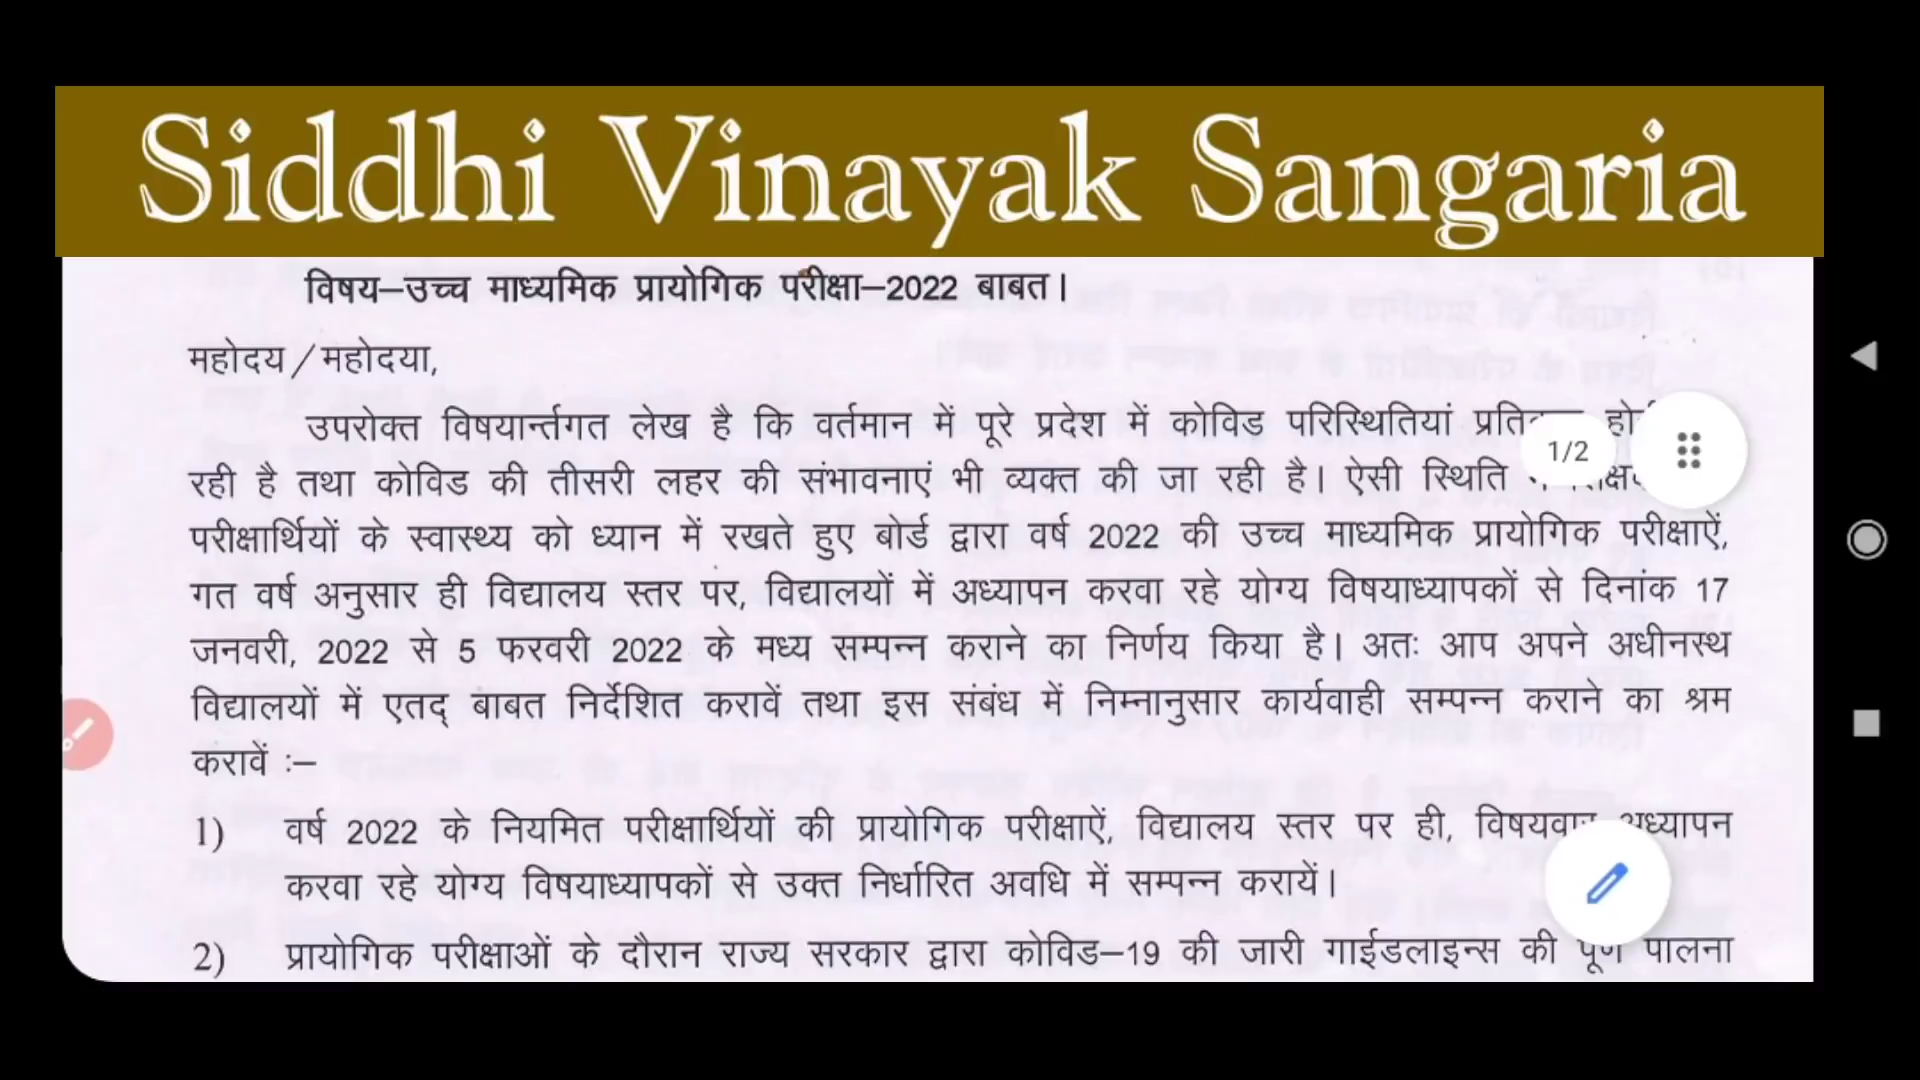 Siddhi Vinayak Sangaria
विषय–उच्च माध्यमिक प्रायोगिक परीक्षा–2022 बाबत।
महोदय/महोदया,
उपरोक्त विषयार्न्तगत लेख है कि वर्तमान में पूरे प्रदेश में कोविड परिस्थितियां
1/2
रही है तथा कोविड की तीसरी लहर की संभावनाएं भी व्यक्त की जा रही है। ऐसी स्थिति
परीक्षार्थियों के स्वास्थ्य को ध्यान में रखते हुए बोर्ड द्वारा वर्ष 2022 की उच्च माध्यमिक प्रायोगिक परीक्षाऐं,
गत वर्ष अनुसार ही विद्यालय स्तर पर, विद्यालयों में अध्यापन करवा रहे योग्य विषयाध्यापकों से दिनांक 17
जनवरी, 2022 से 5 फरवरी 2022 के मध्य सम्पन्न कराने का निर्णय किया है। अतः आप अपने अधीनस्थ
विद्यालयों में एतद् बाबत निर्देशित करावें तथा इस संबंध में निम्नानुसार कार्यवाही सम्पन्न कराने का श्रम
करावें :–
1) वर्ष 2022 के नियमित परीक्षार्थियों की प्रायोगिक परीक्षाऐं, विद्यालय स्तर पर ही, विषयवार अध्यापन
करवा रहे योग्य विषयाध्यापकों से उक्त निर्धारित अवधि में सम्पन्न करायें।
2) प्रायोगिक परीक्षाओं के दौरान राज्य सरकार द्वारा कोविड–19 की जारी गाईडलाइन्स की पूर्ण पालना